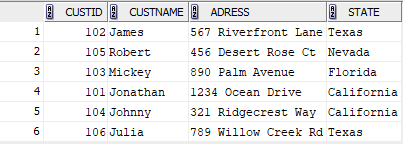 CUSTID CUSTNAME ADRESS STATE
1 102 James 567 Riverfront Lane Texas
2 105 Robert 456 Desert Rose Ct Nevada
3 103 Mickey 890 Palm Avenue Florida
4 101 Jonathan 1234 Ocean Drive California
5 104 Johnny 321 Ridgecrest Way California
6 106 Julia 789 Willow Creek Rd Texas